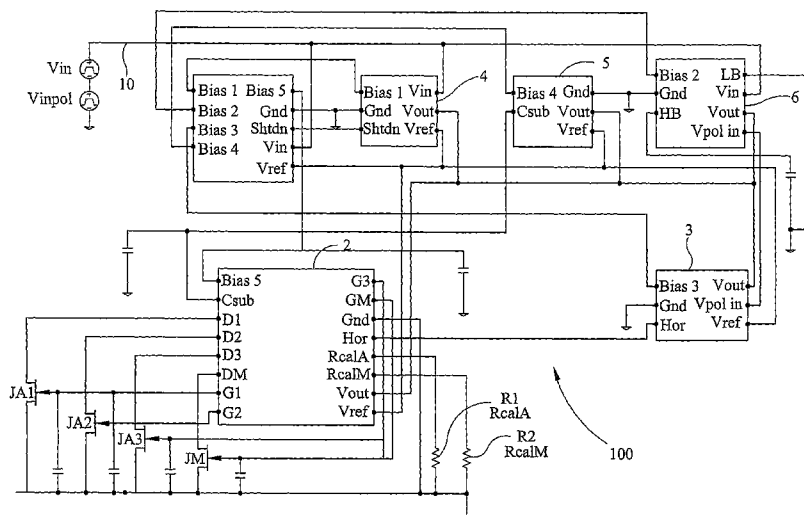 Vin
Vinpol
10
Bias 1 Bias 5
Bias 2
Gnd
Bias 3
Shtdn
Bias 4
Vin
Vref
Bias 1 Vin
Gnd Vout
Shtdn Vref
4
5
Bias 4 Gnd
Csub Vout
Vref
Bias 2 LB
Gnd Vin
HB Vout
Vpol in
6
2
Bias 5 G3
Csub GM
D1 Gnd
D2 Hor
D3 RcalA
DM RcalM
G1 Vout
G2 Vref
3
Bias 3 Vout
Gnd Vpol in
Hor Vref
JA1
JA2
JA3
JM
R1
RcalA
R2
RcalM
100